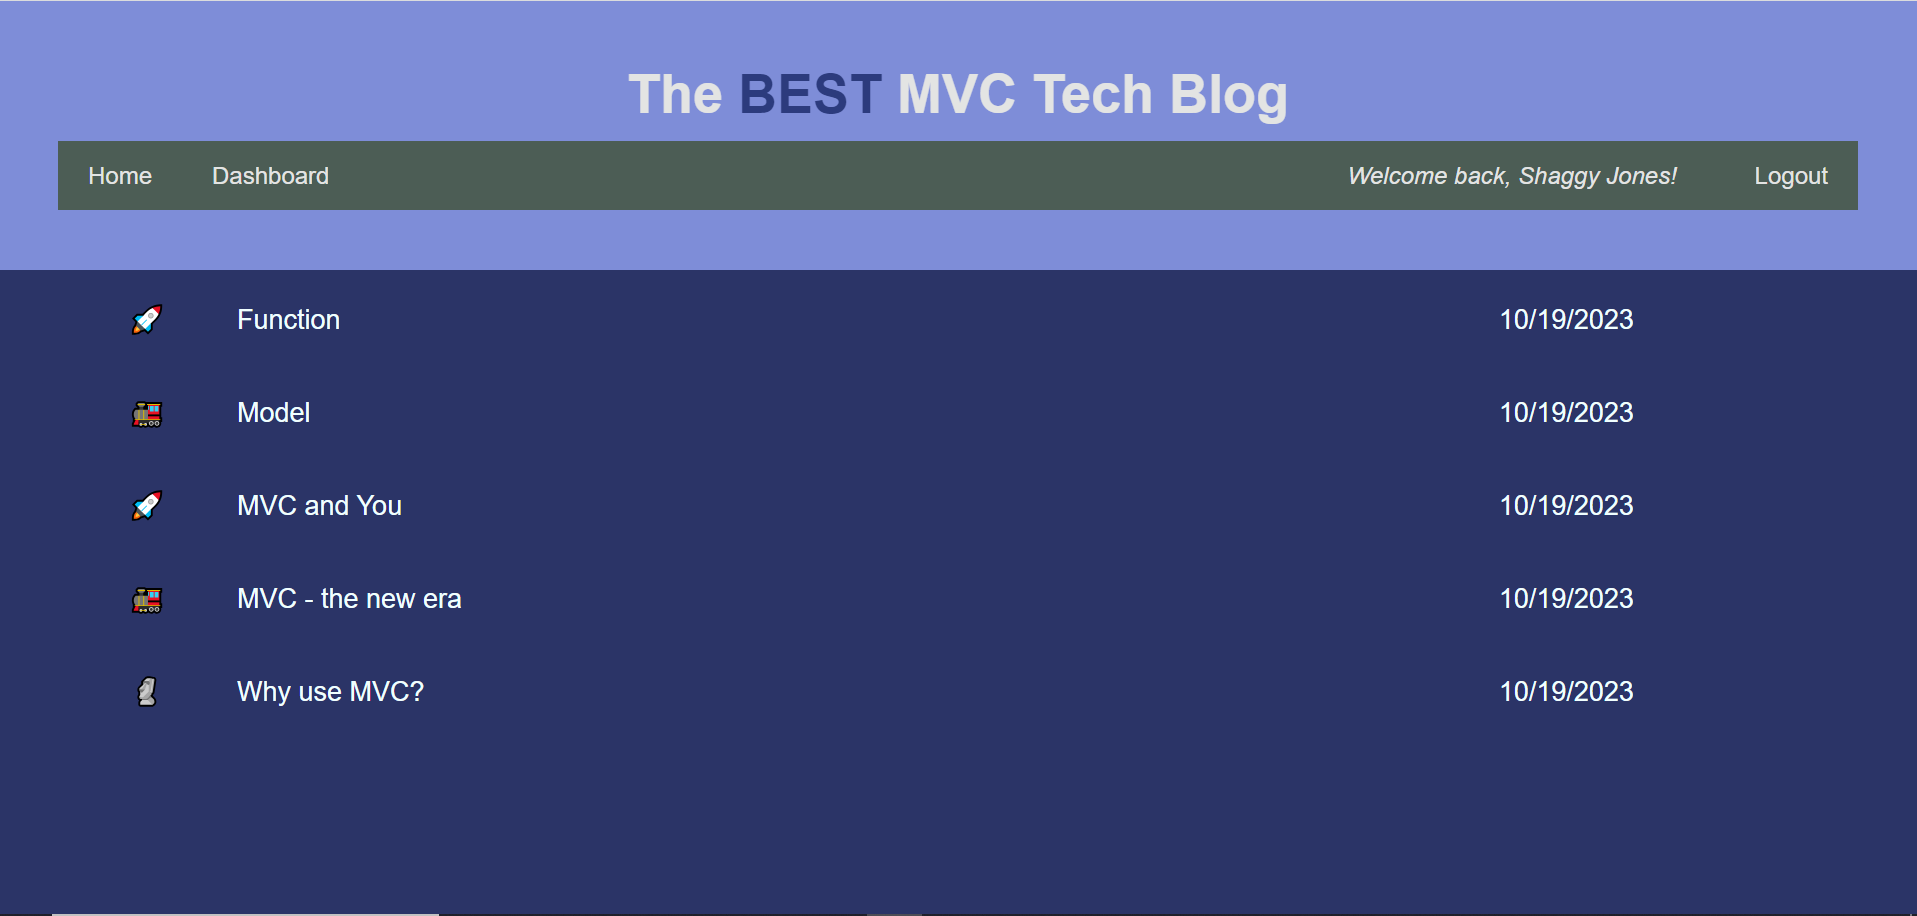 The BEST MVC Tech Blog
Home Dashboard Welcome back, Shaggy Jones! Logout
Function 10/19/2023
Model 10/19/2023
MVC and You 10/19/2023
MVC - the new era 10/19/2023
Why use MVC? 10/19/2023